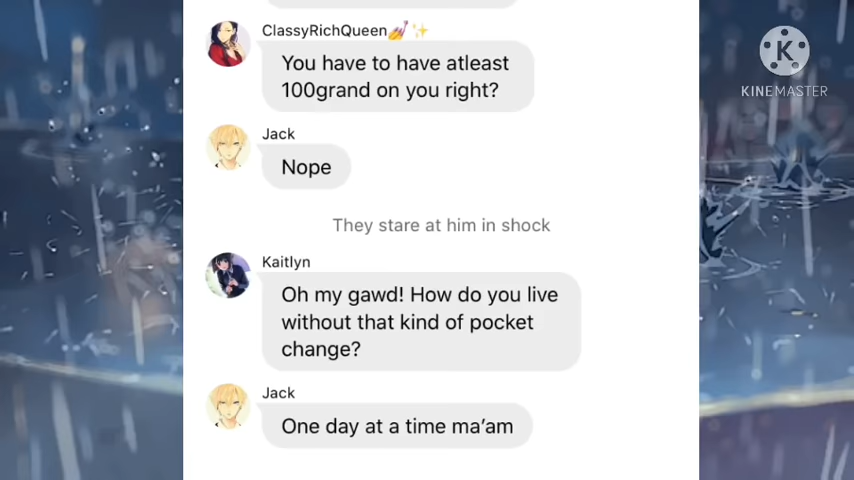 ClassyRichQueen💅✨
You have to have atleast
100grand on you right?
Jack
Nope
They stare at him in shock
Kaitlyn
Oh my gawd! How do you live
without that kind of pocket
change?
Jack
One day at a time ma’am
K
KINEMASTER